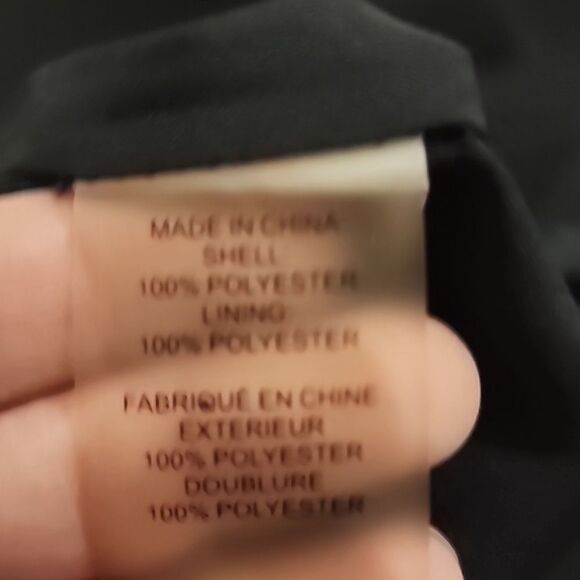 MADE IN CHINA
SHELL
100% POLYESTER
LINING
100% POLYESTER
FABRIQUÉ EN CHINE
EXTERIEUR
100% POLYESTER
DOUBLURE
100% POLYESTER